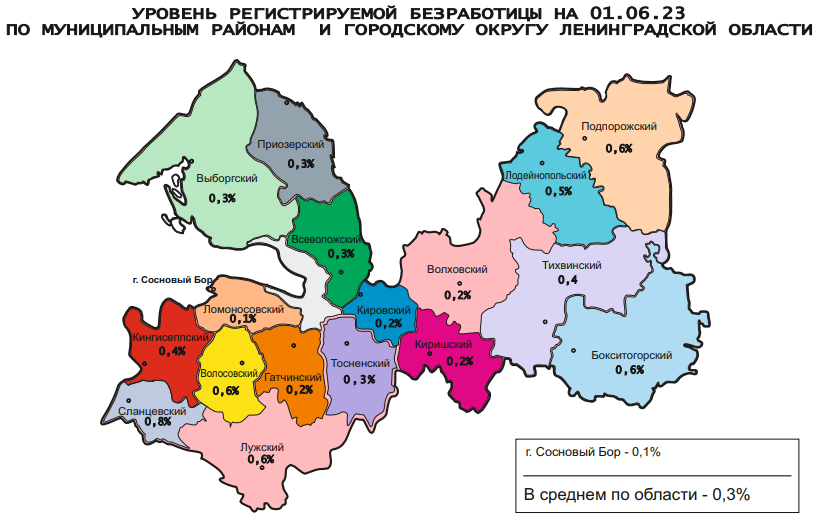 УРОВЕНЬ РЕГИСТРИРУЕМОЙ БЕЗРАБОТИЦЫ НА 01.06.23
ПО МУНИЦИПАЛЬНЫМ РАЙОНАМ И ГОРОДСКОМУ ОКРУГУ ЛЕНИНГРАДСКОЙ ОБЛАСТИ
Подпорожский
0,6%
Приозерский
0,3%
Выборгский
0,3%
Лодейнопольский
0,5%
Всеволожский
0,3%
Волховский
0,2%
Тихвинский
0,4
г. Сосновый Бор
Ломоносовский
0,1%
Кировский
0,2%
Кингисеппский
0,4%
Киришский
0,2%
Бокситогорский
0,6%
Волосовский
0,6%
Гатчинский
0,2%
Тосненский
0,3%
Сланцевский
0,8%
Лужский
0,6%
г. Сосновый Бор - 0,1%
В среднем по области - 0,3%